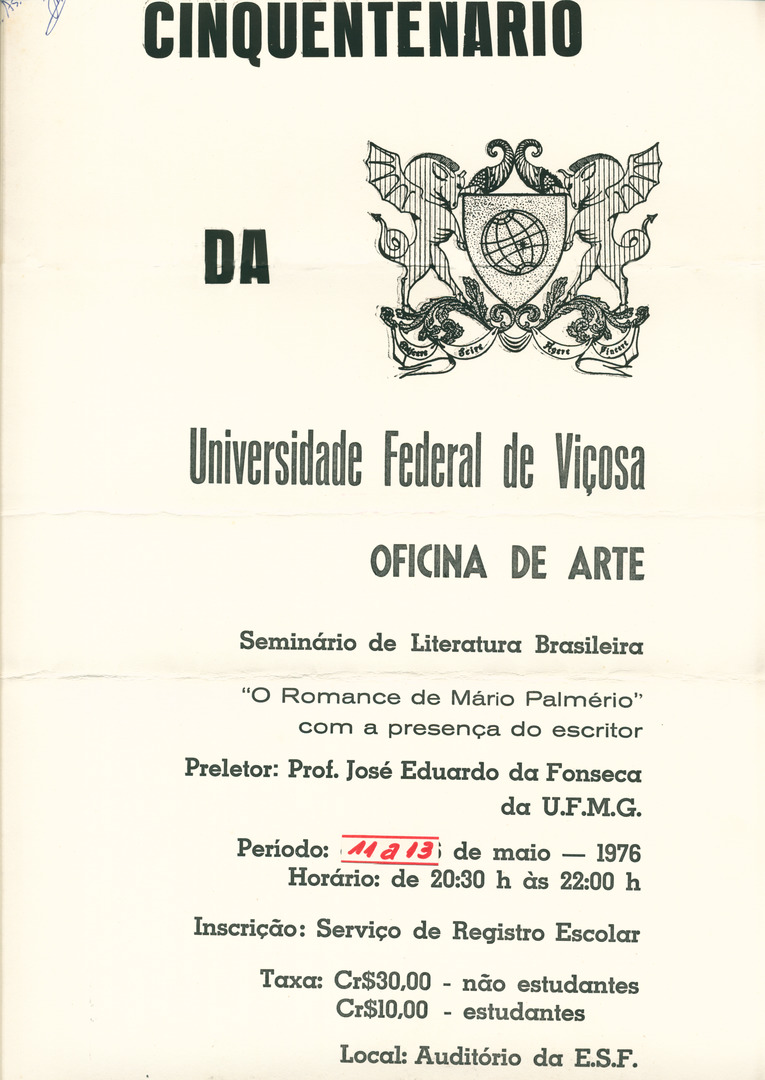 CINQUENTENARIO
DA
Scire
Agere
Vincere
Universidade Federal de Viçosa
OFICINA DE ARTE
Seminário de Literatura Brasileira
“O Romance de Mário Palmério”
com a presença do escritor
Preletor: Prof. José Eduardo da Fonseca
da U.F.M.G.
Período: 11 a 13 de maio — 1976
Horário: de 20:30 h às 22:00 h
Inscrição: Serviço de Registro Escolar
Taxa: Cr$30,00 - não estudantes
Cr$10,00 - estudantes
Local: Auditório da E.S.F.